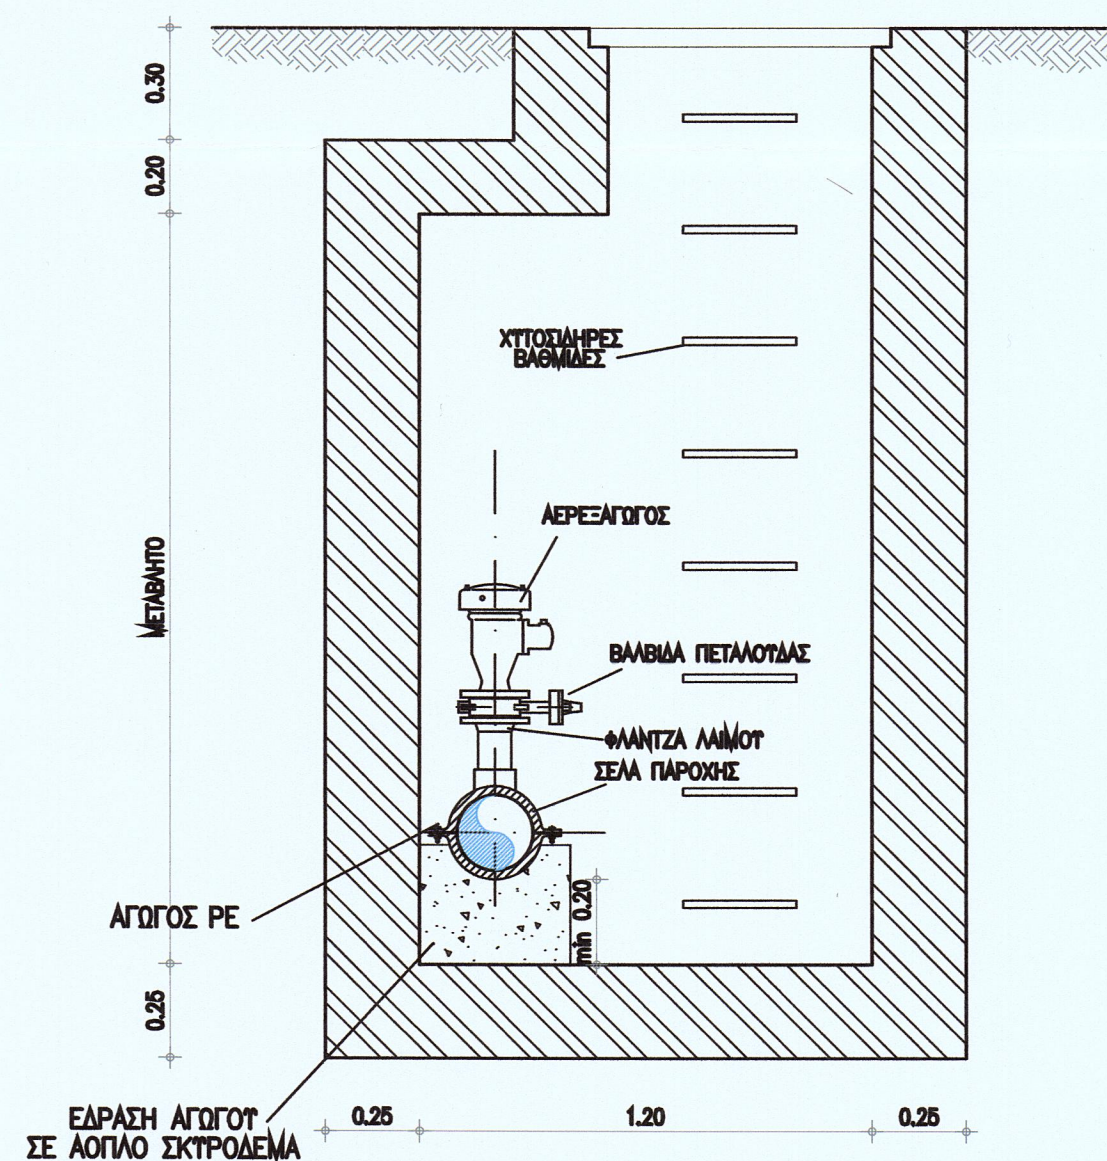 0.30
0.20
ΧΥΤΟΣΙΔΗΡΕΣ
ΒΑΘΜΙΔΕΣ
ΑΕΡΕΞΑΓΩΓΟΣ
ΜΕΤΑΒΛΗΤΟ
ΒΑΛΒΙΔΑ ΠΕΤΑΛΟΥΔΑΣ
ΦΛΑΝΤΖΑ ΛΑΙΜΟΥ
ΣΕΛΑ ΠΑΡΟΧΗΣ
ΑΓΩΓΟΣ PE
min 0.20
0.25
ΕΔΡΑΣΗ ΑΓΩΓΟΥ
ΣΕ ΑΟΠΛΟ ΣΚΥΡΟΔΕΜΑ
0.25
1.20
0.25